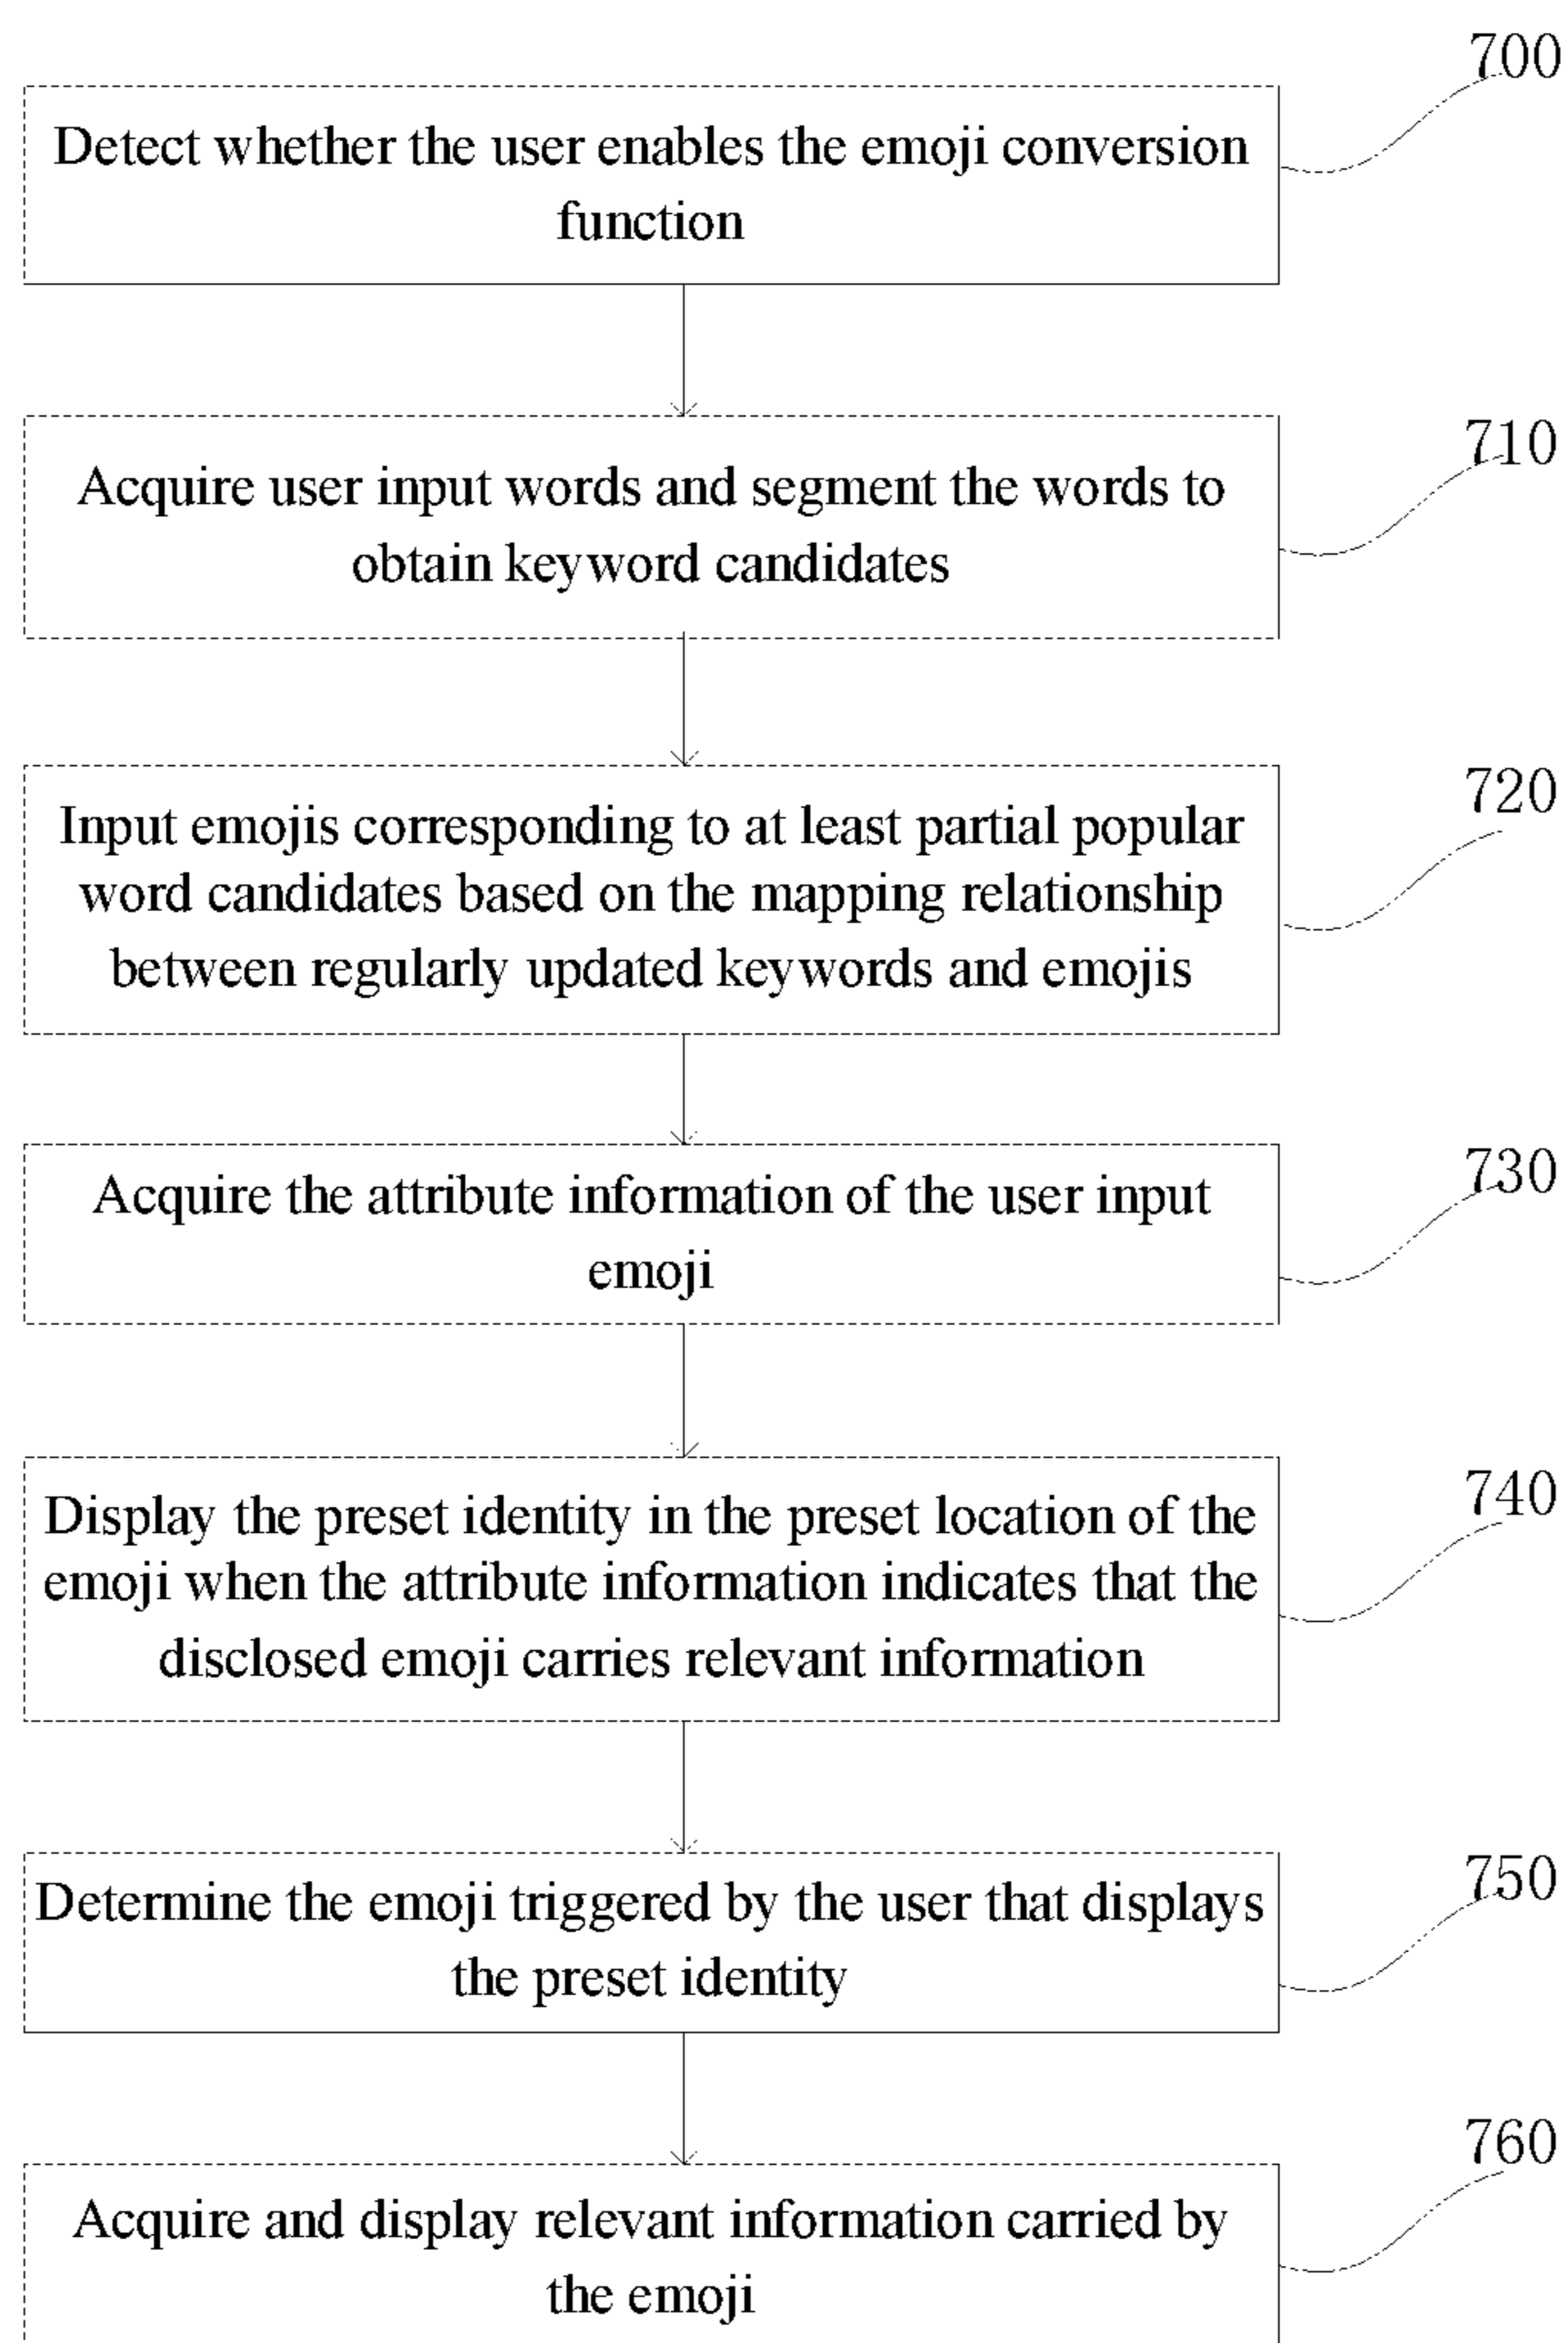 700
Detect whether the user enables the emoji conversion
function
710
Acquire user input words and segment the words to
obtain keyword candidates
720
Input emojis corresponding to at least partial popular
word candidates based on the mapping relationship
between regularly updated keywords and emojis
730
Acquire the attribute information of the user input
emoji
740
Display the preset identity in the preset location of the
emoji when the attribute information indicates that the
disclosed emoji carries relevant information
750
Determine the emoji triggered by the user that displays
the preset identity
760
Acquire and display relevant information carried by
the emoji